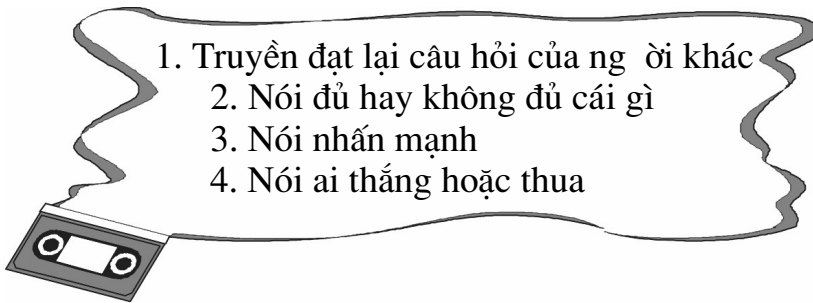 1. Truyền đạt lại câu hỏi của ng ời khác
2. Nói đủ hay không đủ cái gì
3. Nói nhấn mạnh
4. Nói ai thắng hoặc thua